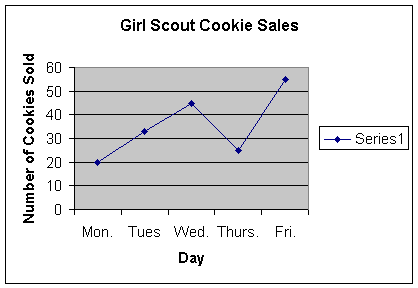 Girl Scout Cookie Sales
Number of Cookies Sold
60
50
40
30
20
10
0
Mon. Tues Wed. Thurs. Fri.
Day
Series1